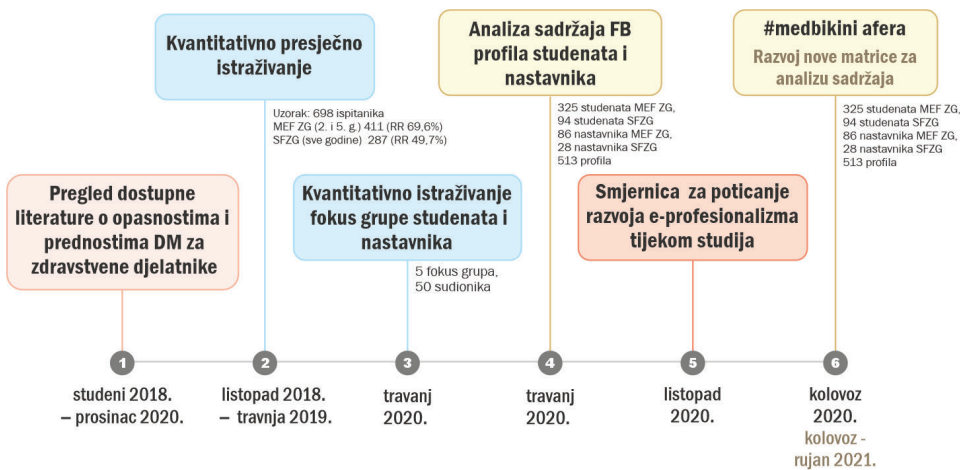 Kvantitativno presječno
istraživanje
Uzorak: 698 ispitanika
MEF ZG (2. i 5. g.) 411 (RR 69,6%)
SFZG (sve godine) 287 (RR 49,7%)
Analiza sadržaja FB
profila studenata i
nastavnika
325 studenata MEF ZG,
94 studenata SFZG
86 nastavnika MEF ZG,
28 nastavnika SFZG
513 profila
#medbikini afera
Razvoj nove matrice za
analizu sadržaja
325 studenata MEF ZG,
94 studenata SFZG
86 nastavnika MEF ZG,
28 nastavnika SFZG
513 profila
Pregled dostupne
literature o opasnostima i
prednostima DM za
zdravstvene djelatnike
Kvantitativno istraživanje
fokus grupe studenata i
nastavnika
5 fokus grupa,
50 sudionika
Smjernica za poticanje
razvoja e-profesionalizma
tijekom studija
1
2
3
4
5
6
studeni 2018.
– prosinac 2020.
listopad 2018.
– travnja 2019.
travanj
2020.
travanj
2020.
listopad
2020.
kolovoz
2020.
kolovoz -
rujan 2021.